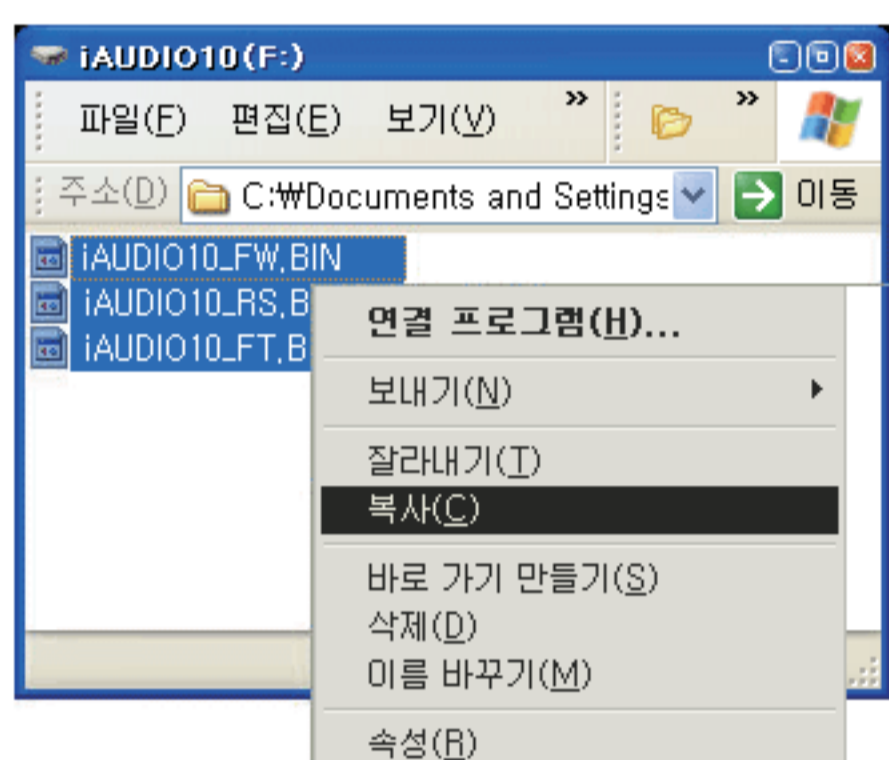 iAUDIO10(F:)
파일(F) 편집(E) 보기(V) » »
주소(D) C:₩Documents and Settings 이동
iAUDIO10_FW.BIN
iAUDIO10_RS.B
iAUDIO10_FT.B
연결 프로그램(H)...
보내기(N)
잘라내기(T)
복사(C)
바로 가기 만들기(S)
삭제(D)
이름 바꾸기(M)
속성(R)